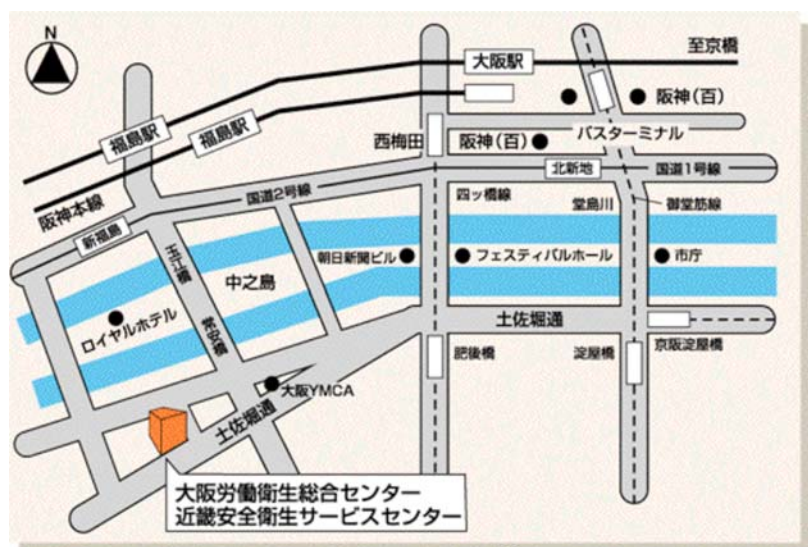 N
至京橋
大阪駅
阪神(百)
福島駅
福島駅
西梅田
阪神(百)
バスターミナル
北新地
国道1号線
阪神本線
国道2号線
四ッ橋線
堂島川
御堂筋線
新福島
玉江橋
朝日新聞ビル
フェスティバルホール
市庁
中之島
ロイヤルホテル
土佐堀通
肥後橋
淀屋橋
京阪淀屋橋
大阪YMCA
土佐堀通
大阪労働衛生総合センター
近畿安全衛生サービスセンター